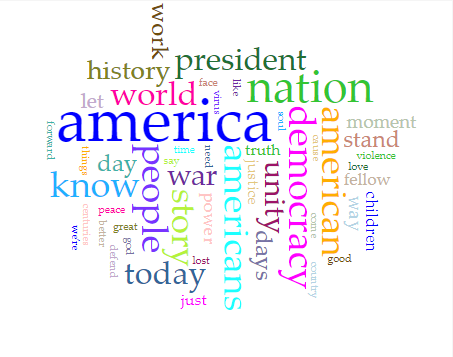 work
president
history
face
like
nation
let
world
virus
america
soul
moment
forward
things
people
time
say
need
truth
cause
stand
violence
day
war
americans
justice
unity
democracy
american
love
fellow
know
story
power
way
children
centuries
peace
better
great
god
defend
days
come
country
good
we're
today
lost
just